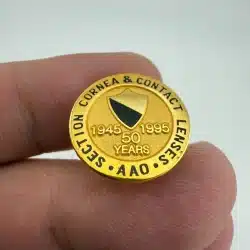 SECTION CORNEA & CONTACT LENSES • AAO •
1945 1995
50
YEARS